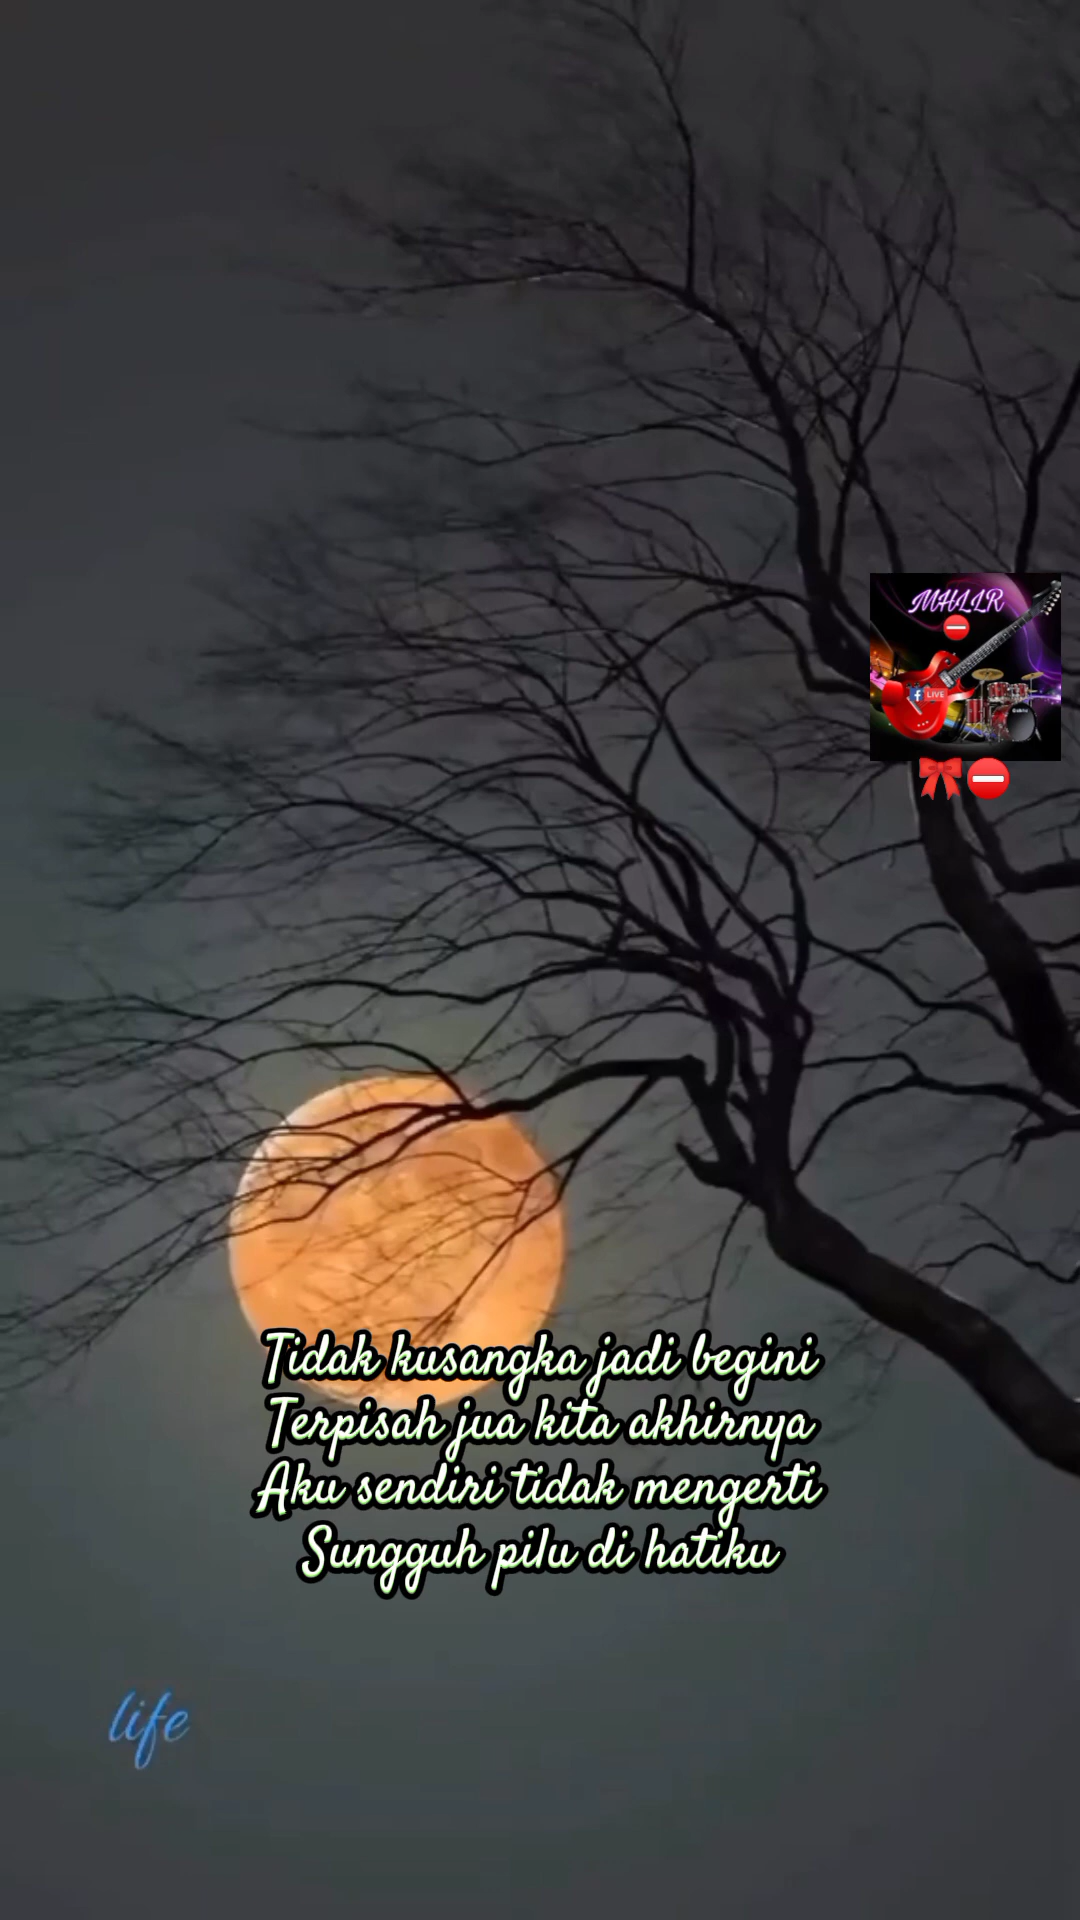 MHLLR
LIVE
Tidak kusangka jadi begini
Terpisah jua kita akhirnya
Aku sendiri tidak mengerti
Sungguh pilu di hatiku
life